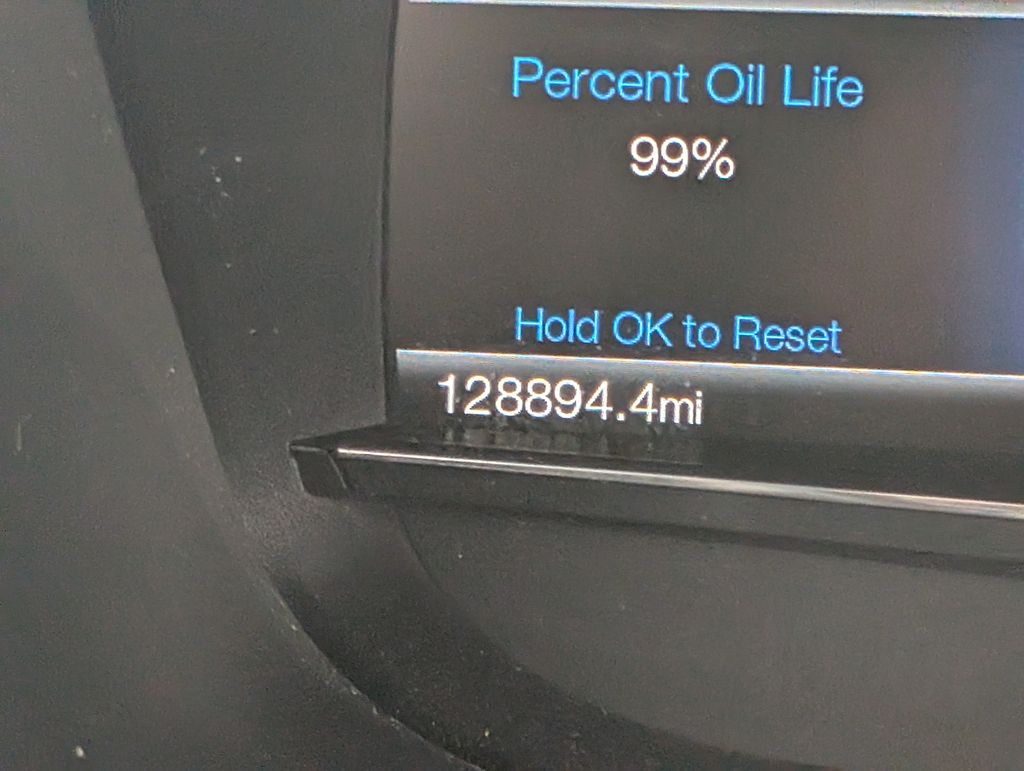 Percent Oil Life
99%
Hold OK to Reset
128894.4mi